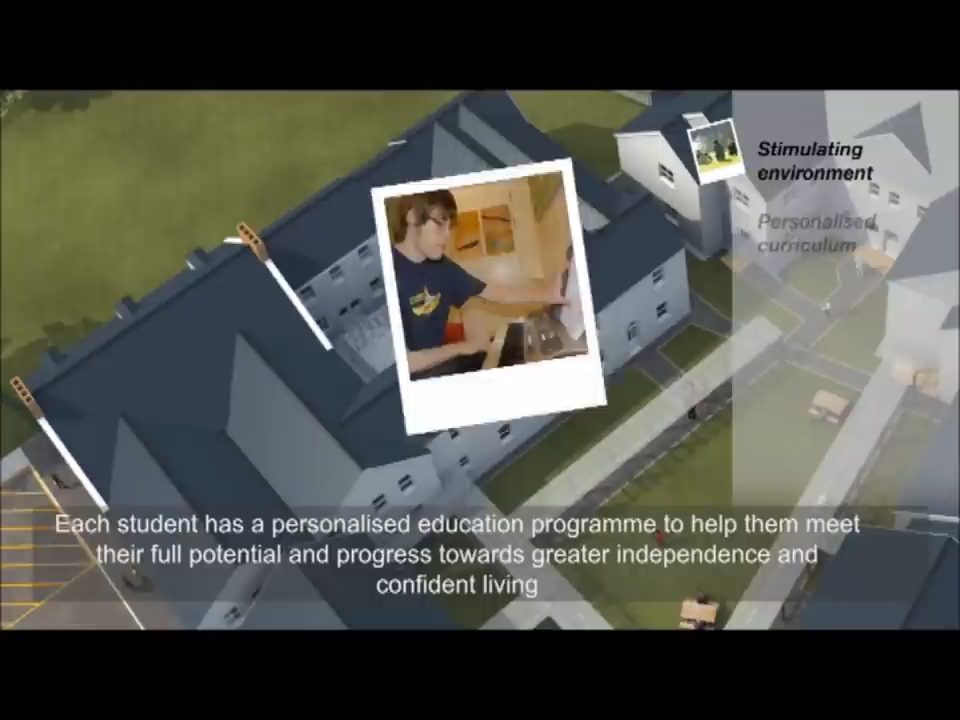 Stimulating
environment
Personalised
curriculum
Each student has a personalised education programme to help them meet
their full potential and progress towards greater independence and
confident living